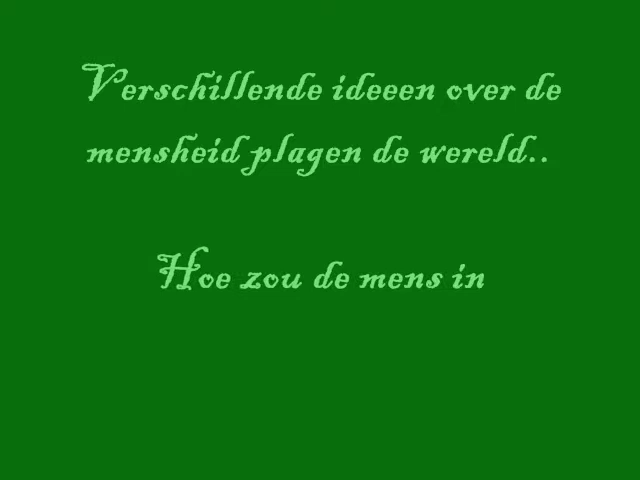 Verschillende ideeen over de
mensheid plagen de wereld..
Hoe zou de mens in